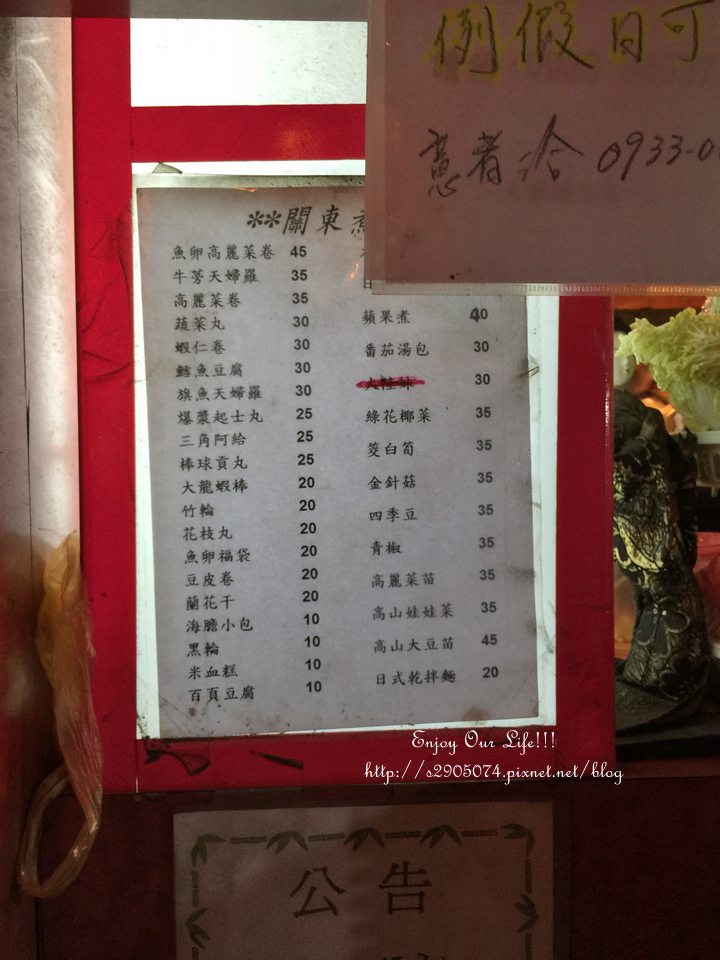 例假日可
意者洽 0933-0
**關東煮
魚卵高麗菜卷 45
牛蒡天婦羅 35
高麗菜卷 35
蔬菜丸 30
蝦仁卷 30
鱈魚豆腐 30
旗魚天婦羅 30
爆漿起士丸 25
三角阿給 25
棒球貢丸 25
大龍蝦棒 20
竹輪 20
花枝丸 20
魚卵福袋 20
豆皮卷 20
蘭花干 20
海膽小包 10
黑輪 10
米血糕 10
百頁豆腐 10
蘋果煮 40
番茄湯包 30
30
綠花椰菜 35
筊白筍 35
金針菇 35
四季豆 35
青椒 35
高麗菜苗 35
高山娃娃菜 35
高山大豆苗 45
日式乾拌麵 20
Enjoy Our Life!!!
http://s2905074.pixnet.net/blog
公告